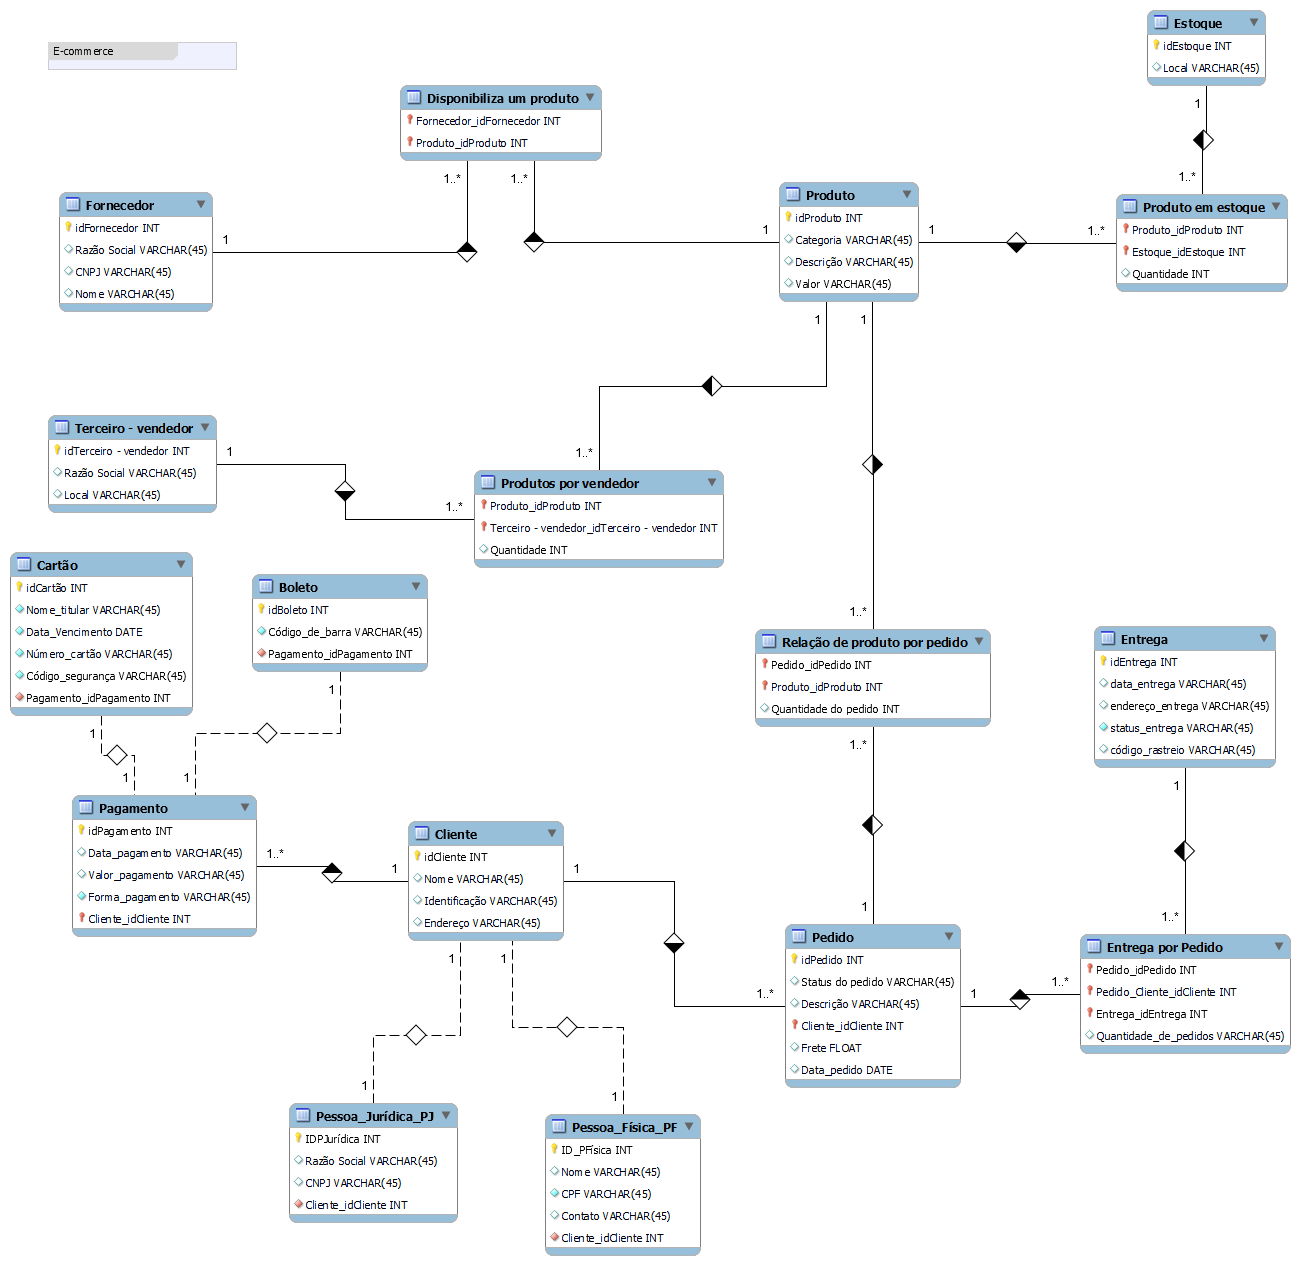 E-commerce
Estoque
idEstoque INT
Local VARCHAR(45)
1
1..*
Disponibiliza um produto
Fornecedor_idFornecedor INT
Produto_idProduto INT
1..*
1..*
Fornecedor
idFornecedor INT
Razão Social VARCHAR(45)
CNPJ VARCHAR(45)
Nome VARCHAR(45)
1
1
Produto
idProduto INT
Categoria VARCHAR(45)
Descrição VARCHAR(45)
Valor VARCHAR(45)
1
1..*
Produto em estoque
Produto_idProduto INT
Estoque_idEstoque INT
Quantidade INT
1
1
Terceiro - vendedor
idTerceiro - vendedor INT
Razão Social VARCHAR(45)
Local VARCHAR(45)
1
1..*
1..*
Produtos por vendedor
Produto_idProduto INT
Terceiro - vendedor_idTerceiro - vendedor INT
Quantidade INT
Cartão
idCartão INT
Nome_titular VARCHAR(45)
Data_Vencimento DATE
Número_cartão VARCHAR(45)
Código_segurança VARCHAR(45)
Pagamento_idPagamento INT
1
1
Boleto
idBoleto INT
Código_de_barra VARCHAR(45)
Pagamento_idPagamento INT
1
1
1..*
Relação de produto por pedido
Pedido_idPedido INT
Produto_idProduto INT
Quantidade do pedido INT
1..*
1
Entrega
idEntrega INT
data_entrega VARCHAR(45)
endereço_entrega VARCHAR(45)
status_entrega VARCHAR(45)
código_rastreio VARCHAR(45)
1
1..*
Pagamento
idPagamento INT
Data_pagamento VARCHAR(45)
Valor_pagamento VARCHAR(45)
Forma_pagamento VARCHAR(45)
Cliente_idCliente INT
1..*
1
Cliente
idCliente INT
Nome VARCHAR(45)
Identificação VARCHAR(45)
Endereço VARCHAR(45)
1
1..*
1
1
Pedido
idPedido INT
Status do pedido VARCHAR(45)
Descrição VARCHAR(45)
Cliente_idCliente INT
Frete FLOAT
Data_pedido DATE
1
1..*
Entrega por Pedido
Pedido_idPedido INT
Pedido_Cliente_idCliente INT
Entrega_idEntrega INT
Quantidade_de_pedidos VARCHAR(45)
1
1
Pessoa_Jurídica_PJ
IDPJurídica INT
Razão Social VARCHAR(45)
CNPJ VARCHAR(45)
Cliente_idCliente INT
Pessoa_Física_PF
ID_PFísica INT
Nome VARCHAR(45)
CPF VARCHAR(45)
Contato VARCHAR(45)
Cliente_idCliente INT